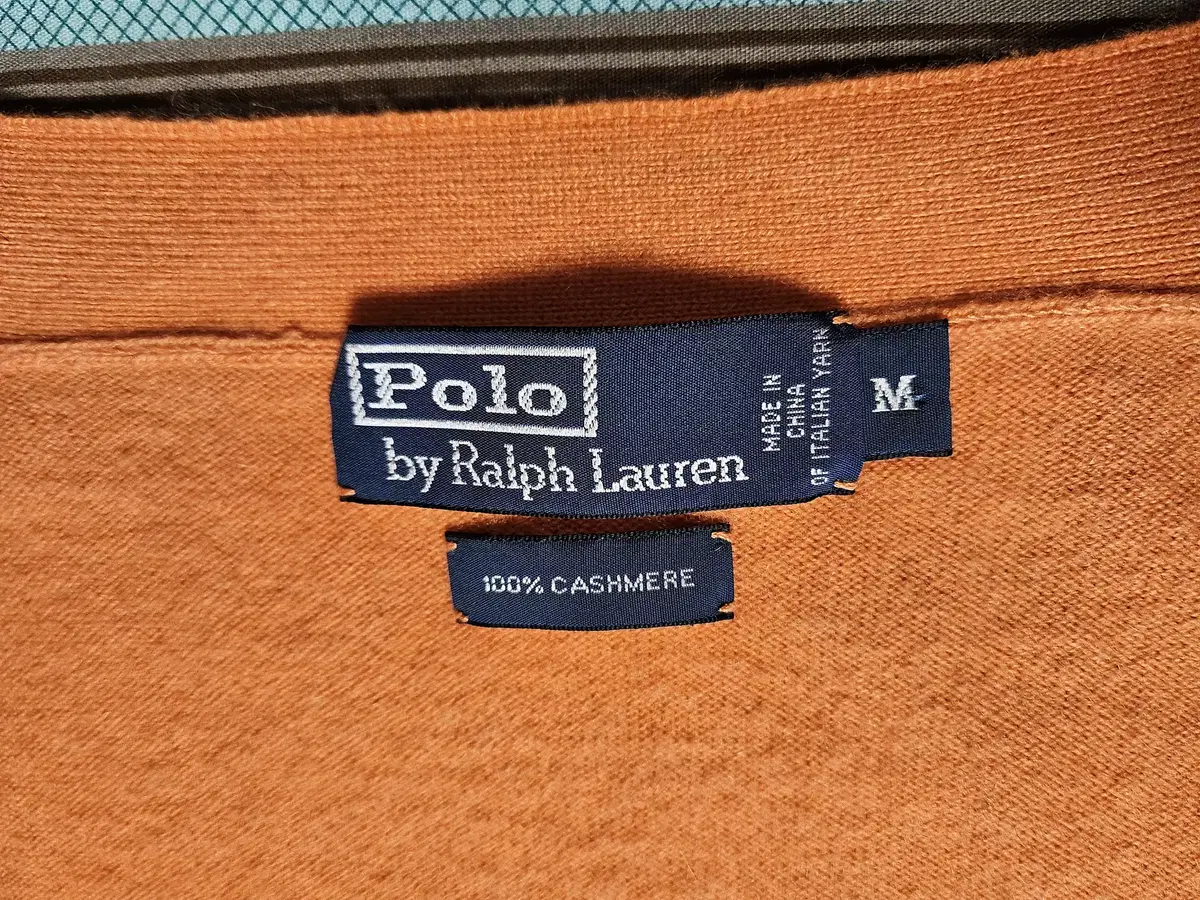 Polo
by Ralph Lauren
MADE IN
CHINA
OF ITALIAN YARN
M
100% CASHMERE